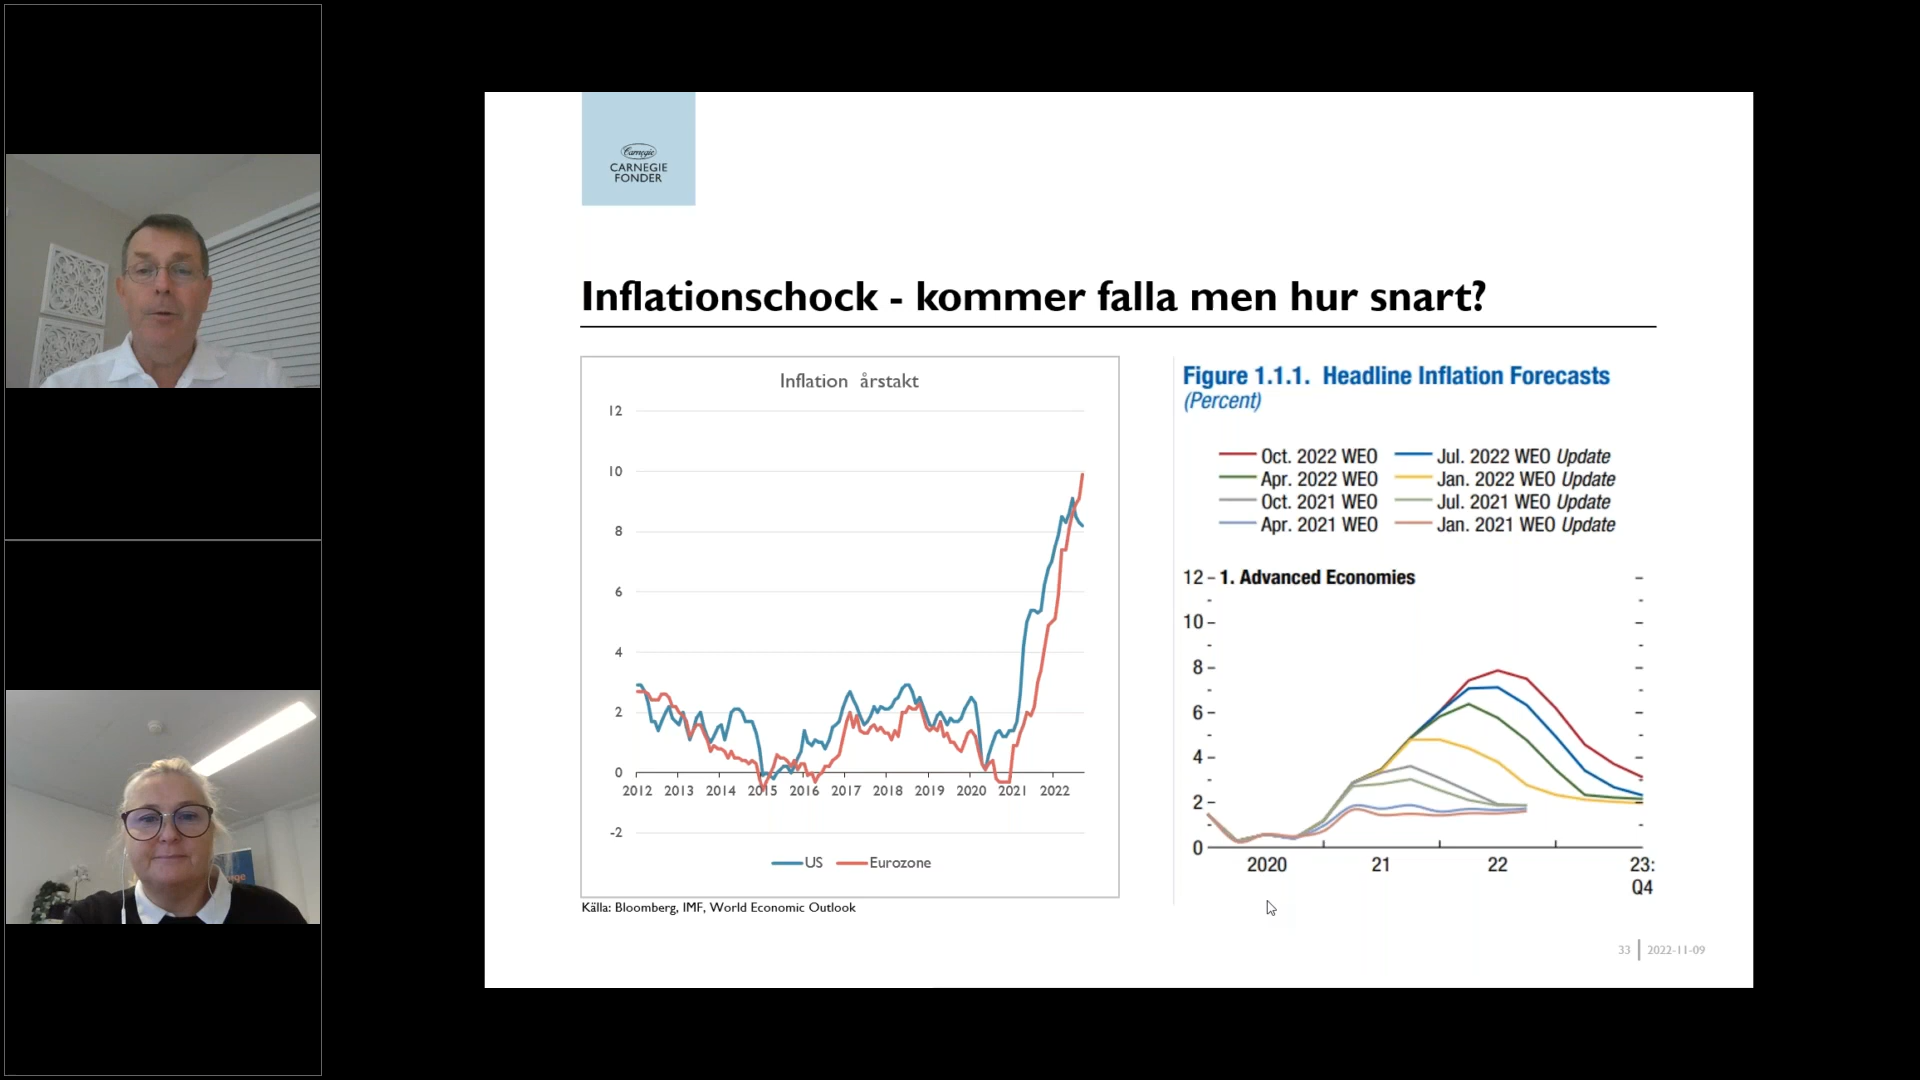 Carnegie
CARNEGIE
FONDER
Inflationschock - kommer falla men hur snart?
Inflation årstakt
12
10
8
6
4
2
0
-2
2012 2013 2014 2015 2016 2017 2018 2019 2020 2021 2022
US Eurozone
Källa: Bloomberg, IMF, World Economic Outlook
Figure 1.1.1. Headline Inflation Forecasts
(Percent)
Oct. 2022 WEO Jul. 2022 WEO Update
Apr. 2022 WEO Jan. 2022 WEO Update
Oct. 2021 WEO Jul. 2021 WEO Update
Apr. 2021 WEO Jan. 2021 WEO Update
12 1. Advanced Economies
10
8
6
4
2
0
2020 21 22 23:
Q4
33 2022-11-09